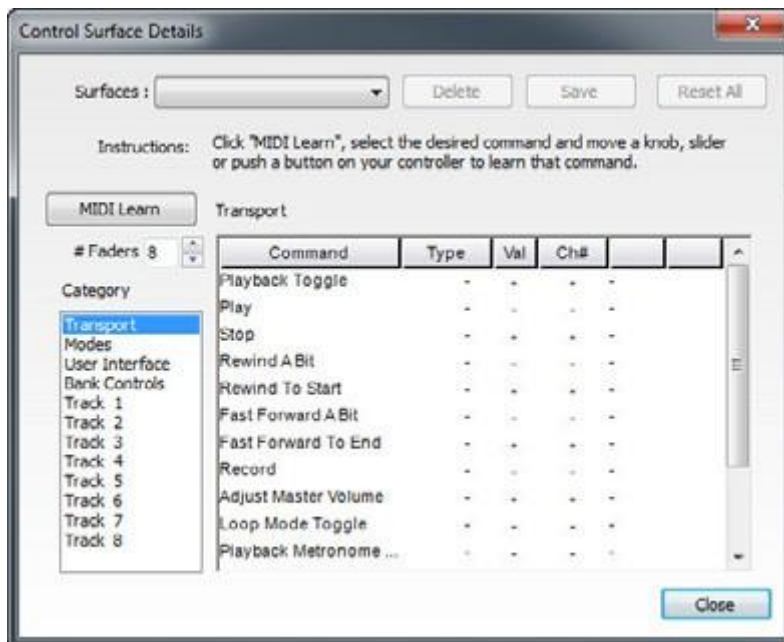 Control Surface Details
Surfaces :
Delete
Save
Reset All
Instructions:
Click "MIDI Learn", select the desired command and move a knob, slider
or push a button on your controller to learn that command.
MIDI Learn
Transport
# Faders 8
Category
Transport
Modes
User Interface
Bank Controls
Track 1
Track 2
Track 3
Track 4
Track 5
Track 6
Track 7
Track 8
Command Type Val Ch#
Playback Toggle - - - -
Play - - - -
Stop - - - -
Rewind A Bit - - - -
Rewind To Start - - - -
Fast Forward A Bit - - - -
Fast Forward To End - - - -
Record - - - -
Adjust Master Volume - - - -
Loop Mode Toggle - - - -
Playback Metronome ... - - - -
Close